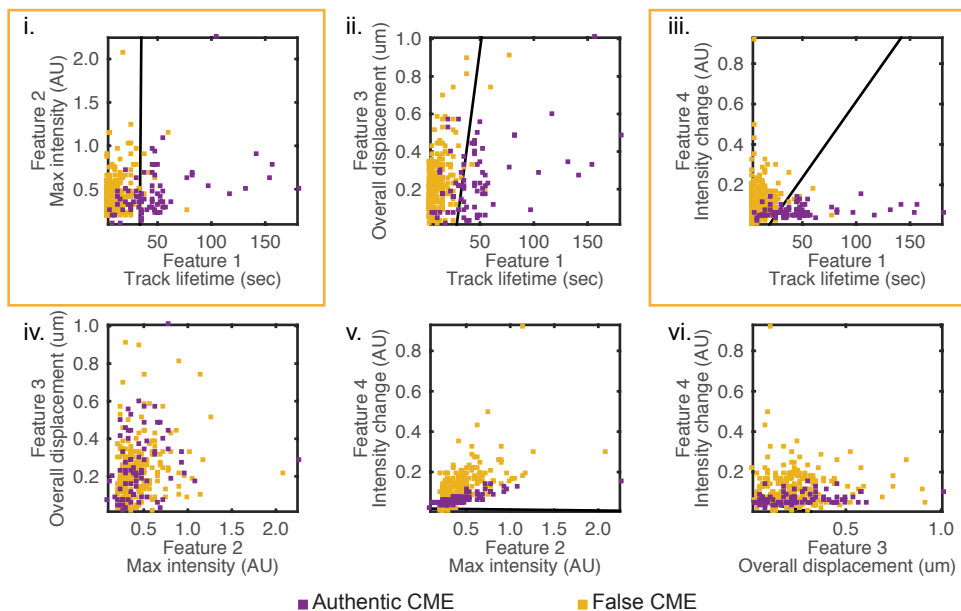 i.
2.0
1.5
1.0
0.5
50
100
150
Feature 2
Max intensity (AU)
Feature 1
Track lifetime (sec)
ii.
1.0
0.8
0.6
0.4
0.2
50
100
150
Feature 3
Overall displacement (um)
Feature 1
Track lifetime (sec)
iii.
0.8
0.6
0.4
0.2
50
100
150
Feature 4
Intensity change (AU)
Feature 1
Track lifetime (sec)
iv.
1.0
0.8
0.6
0.4
0.2
0.5
1.0
1.5
2.0
Feature 3
Overall displacement (um)
Feature 2
Max intensity (AU)
v.
0.8
0.6
0.4
0.2
0.5
1.0
1.5
2.0
Feature 4
Intensity change (AU)
Feature 2
Max intensity (AU)
vi.
0.8
0.6
0.4
0.2
0.5
1.0
Feature 4
Intensity change (AU)
Feature 3
Overall displacement (um)
Authentic CME
False CME